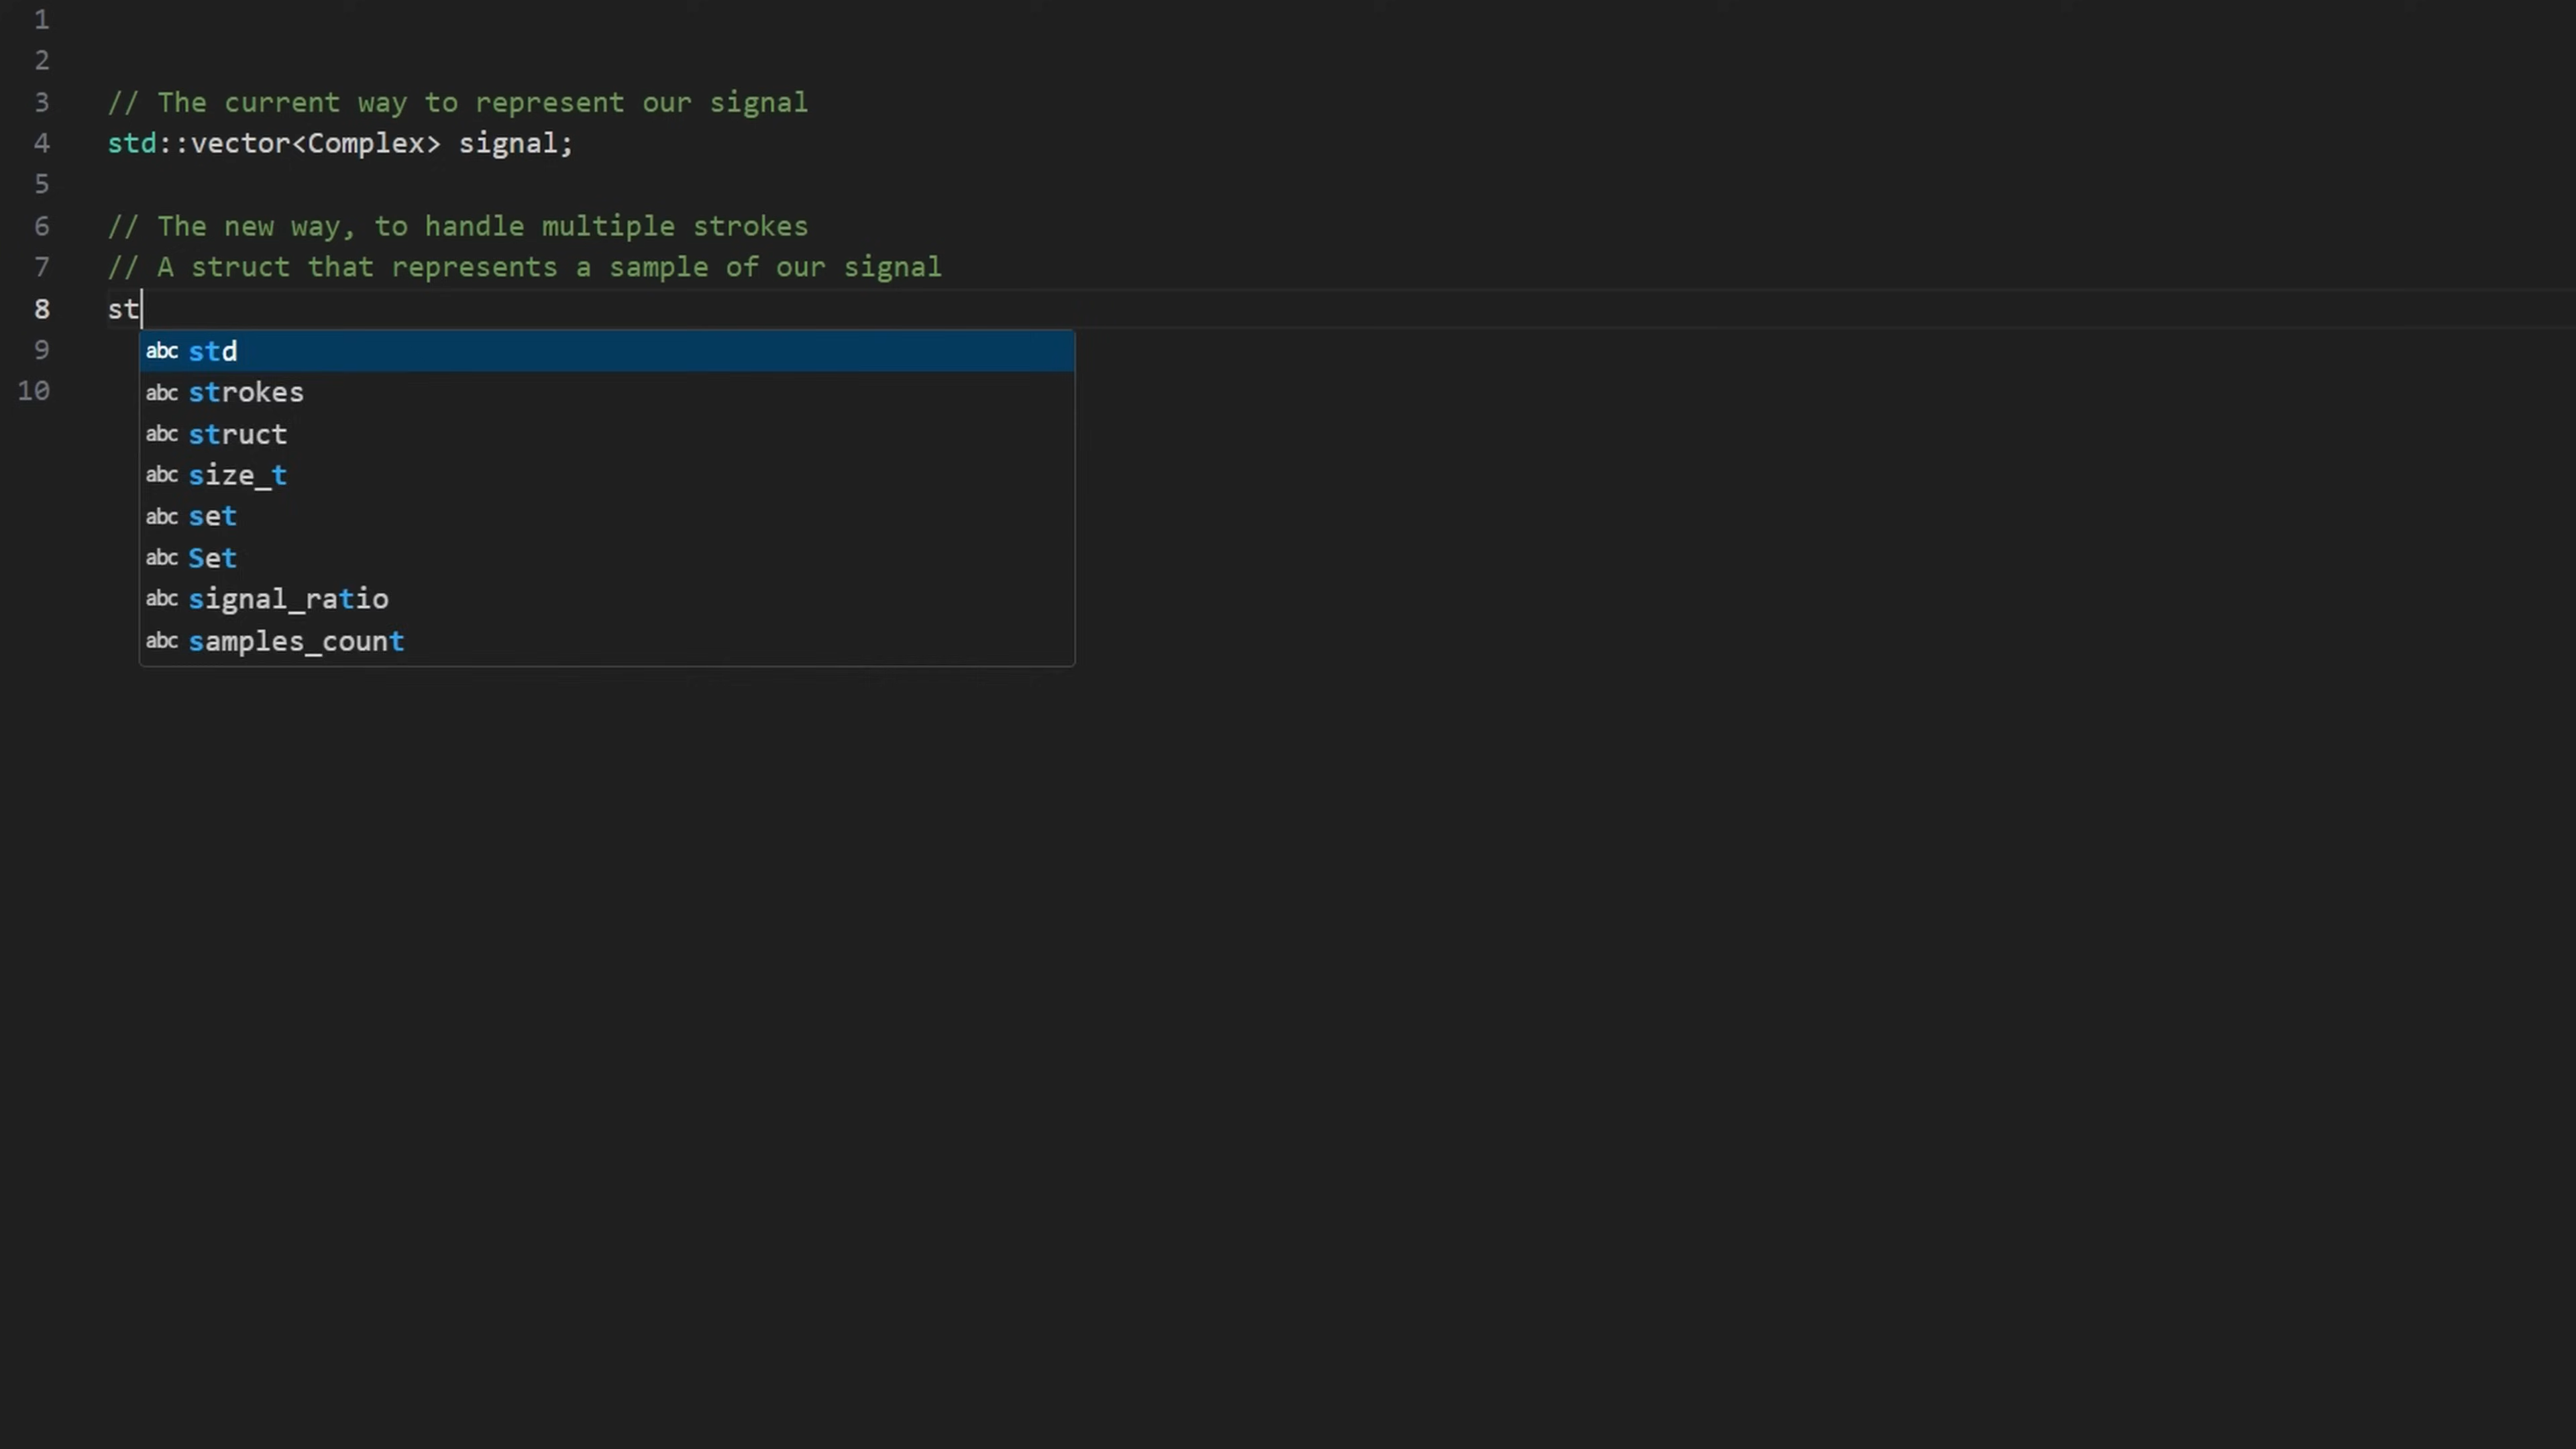 1
2
3 // The current way to represent our signal
4 std::vector<Complex> signal;
5
6 // The new way, to handle multiple strokes
7 // A struct that represents a sample of our signal
8 st
9 abc std
10 abc strokes
abc struct
abc size_t
abc set
abc Set
abc signal_ratio
abc samples_count